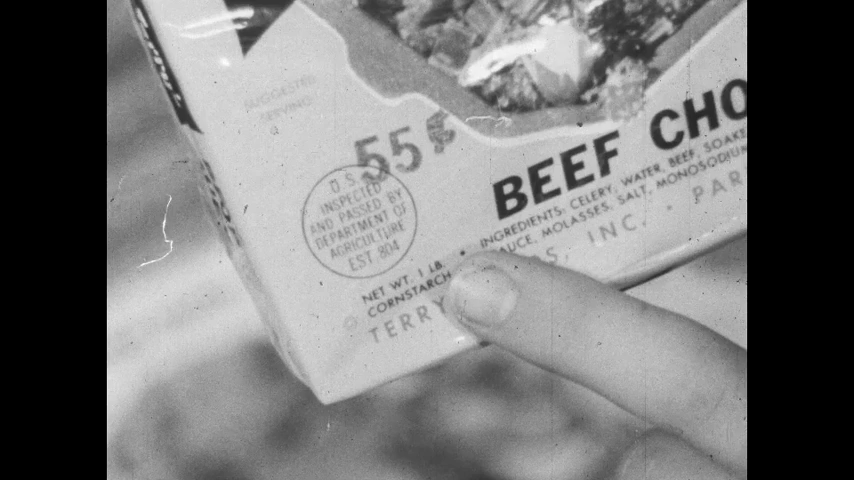 SUGGESTED
SERVING
55¢
U.S.
INSPECTED
AND PASSED BY
DEPARTMENT OF
AGRICULTURE
EST 804
BEEF CHO
INGREDIENTS: CELERY, WATER, BEEF, SOAKE
AUCE, MOLASSES, SALT, MONOSODIU
NET WT. 1 LB.
CORNSTARCH
TERRY
S, INC. · PAR